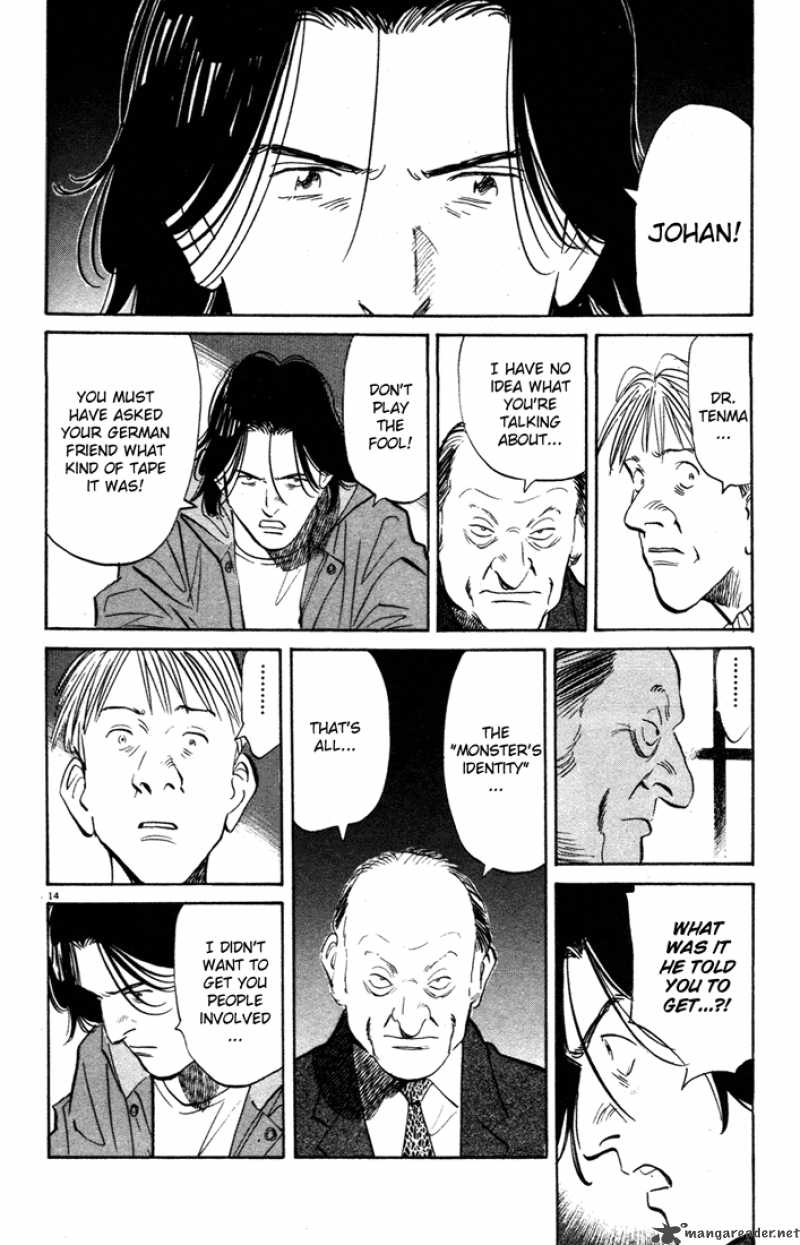 JOHAN!
DR.
TENMA
...
I HAVE NO
IDEA WHAT
YOU'RE
TALKING
ABOUT...
DON'T
PLAY
THE
FOOL!
YOU MUST
HAVE ASKED
YOUR GERMAN
FRIEND WHAT
KIND OF TAPE
IT WAS!
.........
THE
"MONSTER'S
IDENTITY"
...
THAT'S
ALL...
.........
WHAT
WAS IT
HE TOLD
YOU TO
GET...?!
I DIDN'T
WANT TO
GET YOU
PEOPLE
INVOLVED
...
14
mangareader.net